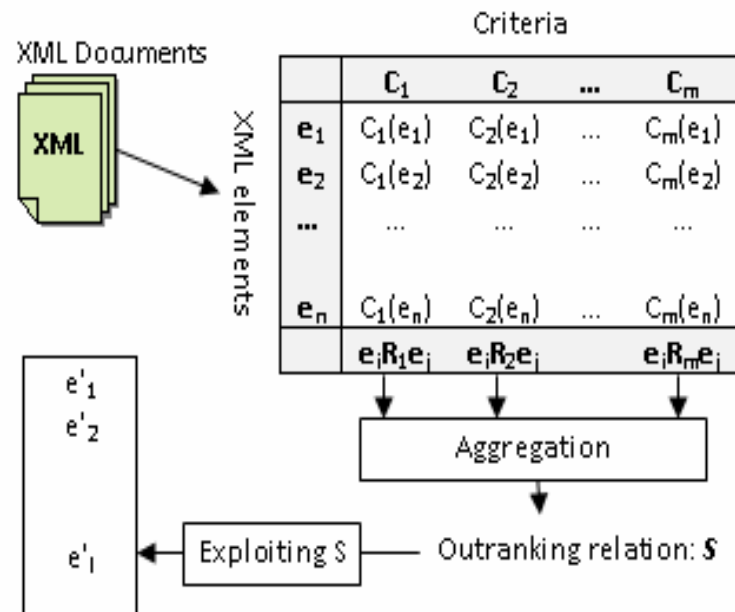 Criteria
XML Documents
XML
XML elements
C₁ C₂ ... Cₘ
e₁ C₁(e₁) C₂(e₁) ... Cₘ(e₁)
e₂ C₁(e₂) C₂(e₂) ... Cₘ(e₂)
... ... ... ... ...
eₙ C₁(eₙ) C₂(eₙ) ... Cₘ(eₙ)
eᵢR₁eⱼ eᵢR₂eⱼ eᵢRₘeⱼ
Aggregation
Outranking relation: S
Exploiting S
e'₁
e'₂
e'ₗ